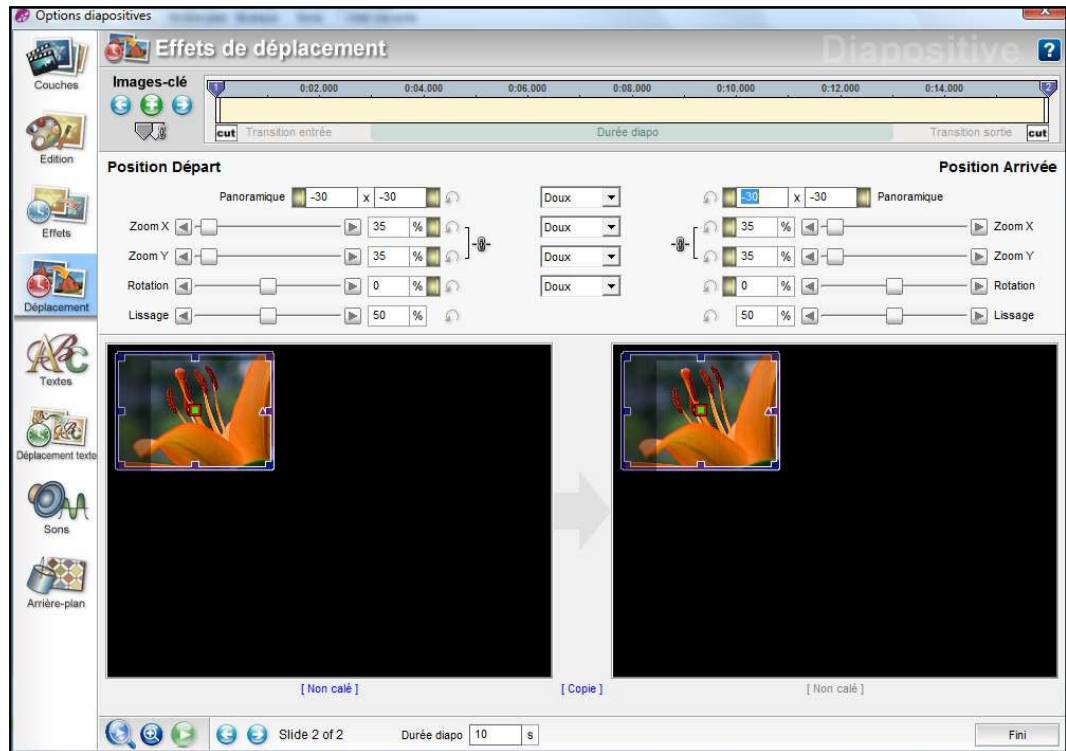 Options diapositives
Effets de déplacement
Diapositive
?
Couches
Edition
Effets
Déplacement
Textes
Déplacement texte
Sons
Arrière-plan
Images-clé
1 0:02.000 0:04.000 0:06.000 0:08.000 0:10.000 0:12.000 0:14.000 2
cut Transition entrée Durée diapo Transition sortie cut
Position Départ Position Arrivée
Panoramique -30 x -30 Doux -30 x -30 Panoramique
Zoom X 35 % Doux 35 % Zoom X
Zoom Y 35 % Doux 35 % Zoom Y
Rotation 0 % Doux 0 % Rotation
Lissage 50 % 50 % Lissage
[ Non calé ] [ Copie ] [ Non calé ]
Slide 2 of 2 Durée diapo 10 s Fini